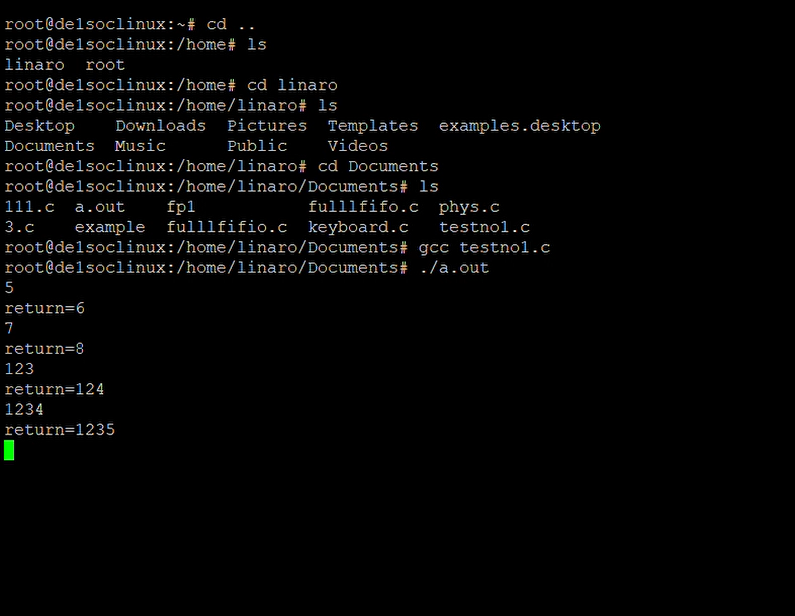 root@de1soclinux:~# cd ..
root@de1soclinux:/home# ls
linaro  root
root@de1soclinux:/home# cd linaro
root@de1soclinux:/home/linaro# ls
Desktop    Downloads  Pictures  Templates  examples.desktop
Documents  Music      Public    Videos
root@de1soclinux:/home/linaro# cd Documents
root@de1soclinux:/home/linaro/Documents# ls
111.c  a.out    fp1           fulllfifo.c  phys.c
3.c    example  fulllfifio.c  keyboard.c   testno1.c
root@de1soclinux:/home/linaro/Documents# gcc testno1.c
root@de1soclinux:/home/linaro/Documents# ./a.out
5
return=6
7
return=8
123
return=124
1234
return=1235